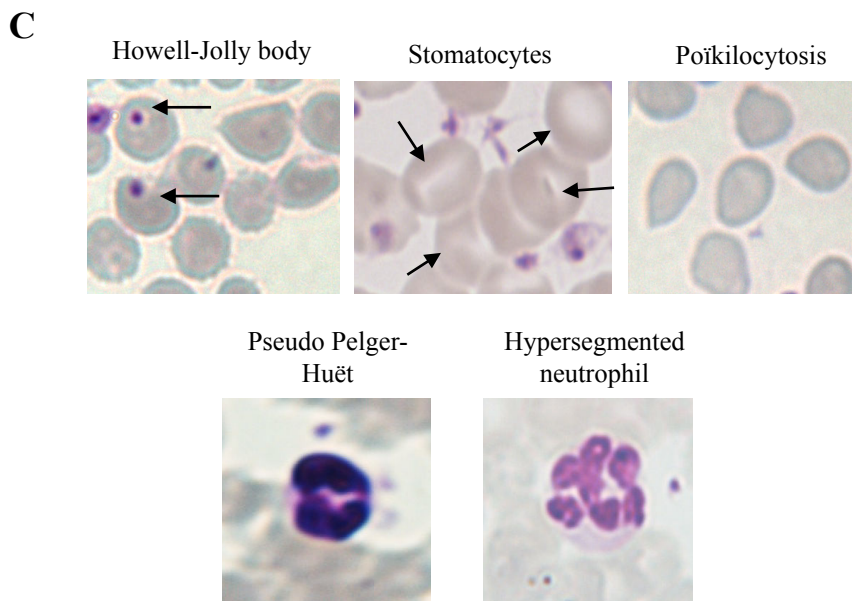 C
Howell-Jolly body
Stomatocytes
Poïkilocytosis
Pseudo Pelger-
Huët
Hypersegmented
neutrophil